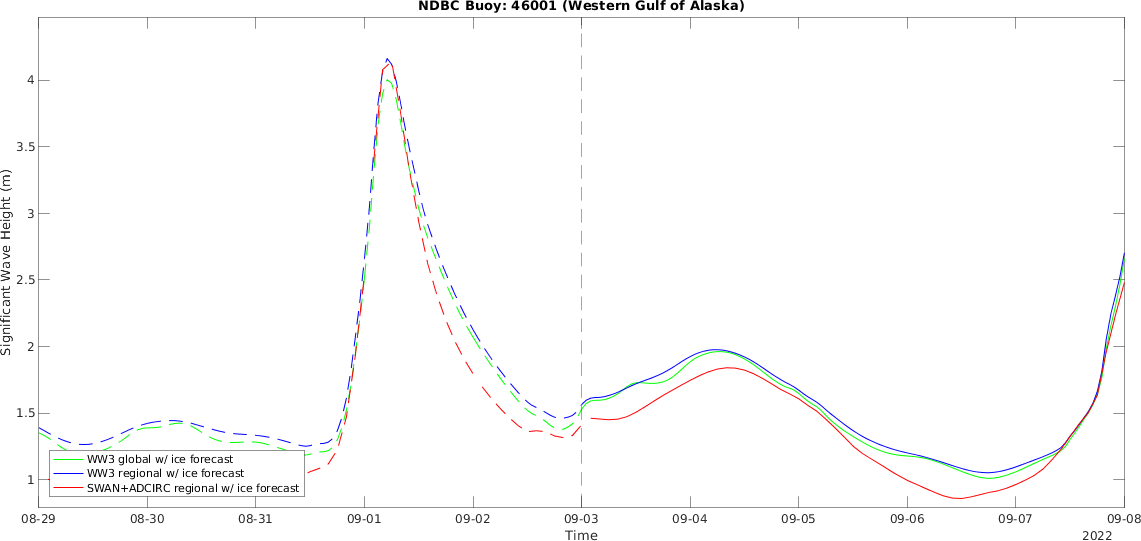 NDBC Buoy: 46001 (Western Gulf of Alaska)
Significant Wave Height (m)
4
3.5
3
2.5
2
1.5
1
WW3 global w/ ice forecast
WW3 regional w/ ice forecast
SWAN+ADCIRC regional w/ ice forecast
08-29 08-30 08-31 09-01 09-02 09-03 09-04 09-05 09-06 09-07 09-08
Time
2022